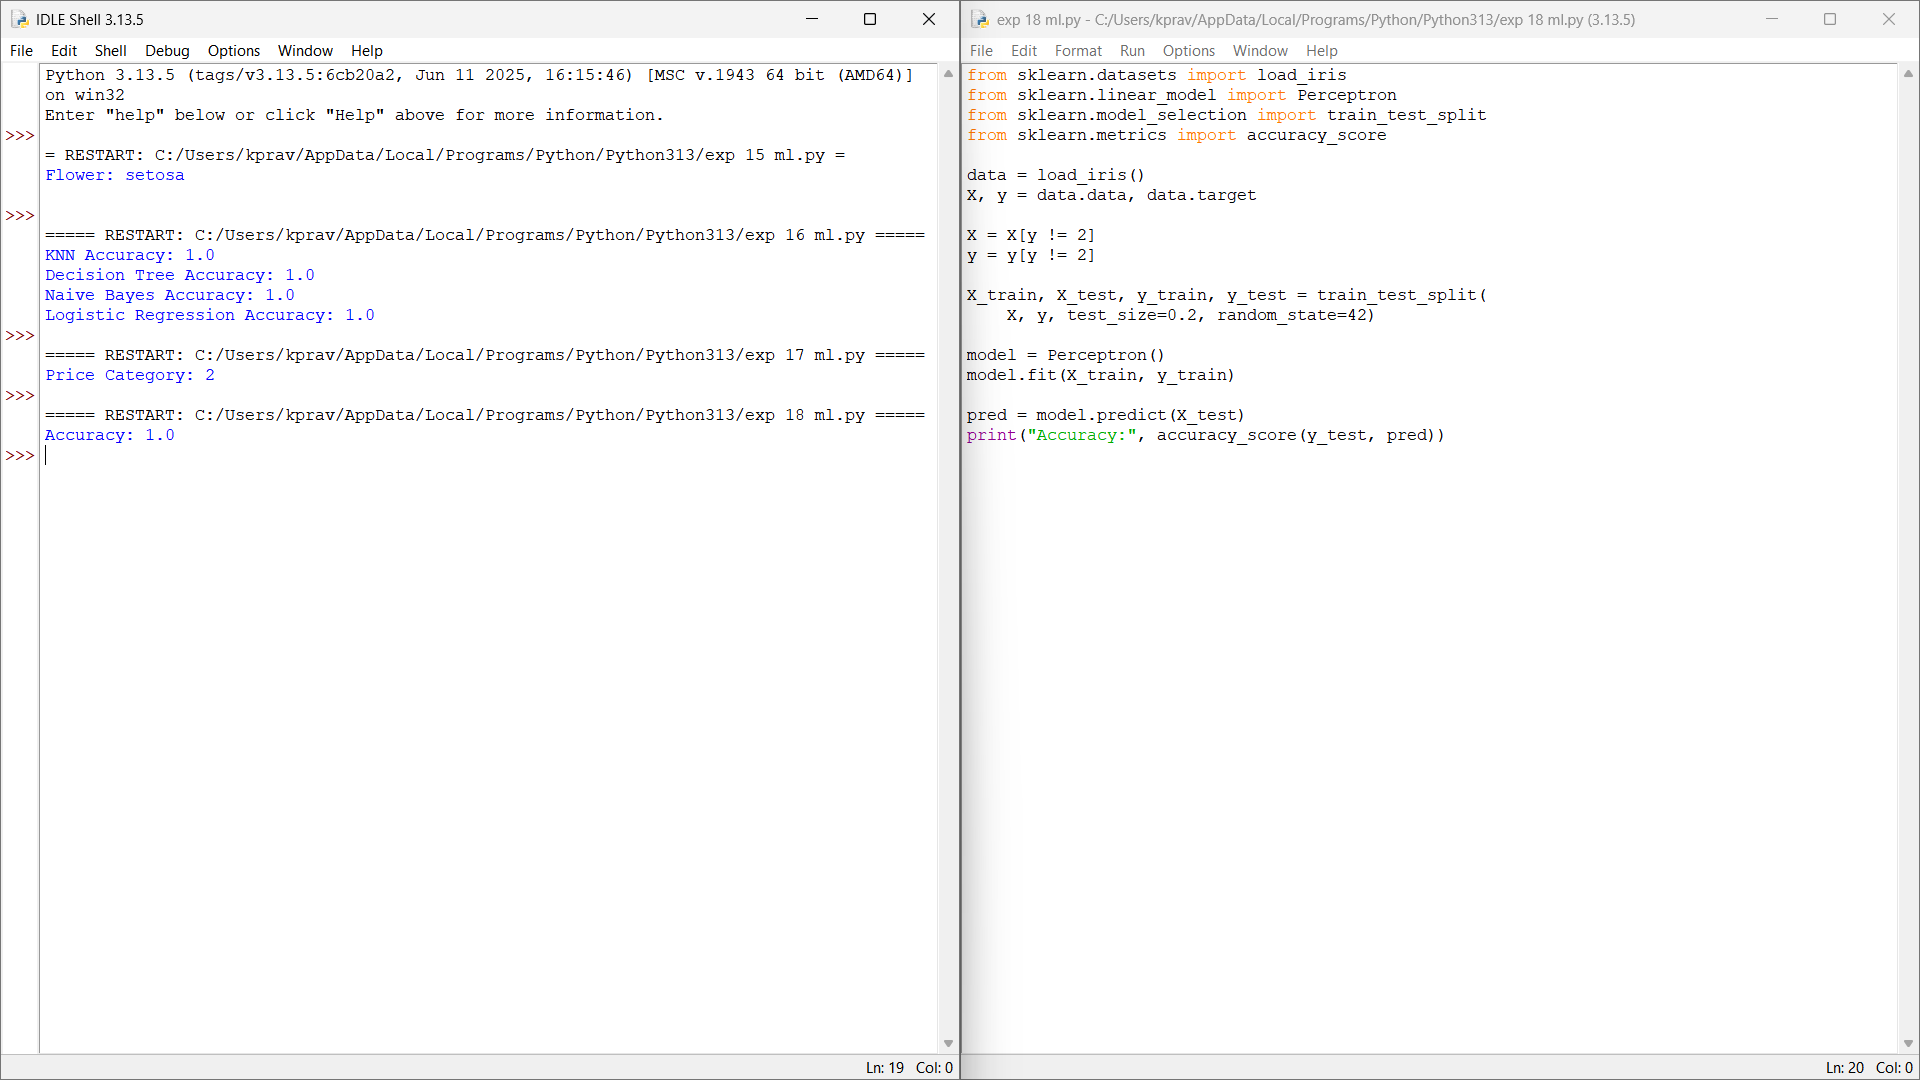 IDLE Shell 3.13.5
File Edit Shell Debug Options Window Help
Python 3.13.5 (tags/v3.13.5:6cb20a2, Jun 11 2025, 16:15:46) [MSC v.1943 64 bit (AMD64)]
on win32
Enter "help" below or click "Help" above for more information.
>>>
= RESTART: C:/Users/kprav/AppData/Local/Programs/Python/Python313/exp 15 ml.py =
Flower: setosa
>>>
===== RESTART: C:/Users/kprav/AppData/Local/Programs/Python/Python313/exp 16 ml.py =====
KNN Accuracy: 1.0
Decision Tree Accuracy: 1.0
Naive Bayes Accuracy: 1.0
Logistic Regression Accuracy: 1.0
>>>
===== RESTART: C:/Users/kprav/AppData/Local/Programs/Python/Python313/exp 17 ml.py =====
Price Category: 2
>>>
===== RESTART: C:/Users/kprav/AppData/Local/Programs/Python/Python313/exp 18 ml.py =====
Accuracy: 1.0
>>>
Ln: 19 Col: 0
exp 18 ml.py - C:/Users/kprav/AppData/Local/Programs/Python/Python313/exp 18 ml.py (3.13.5)
File Edit Format Run Options Window Help
from sklearn.datasets import load_iris
from sklearn.linear_model import Perceptron
from sklearn.model_selection import train_test_split
from sklearn.metrics import accuracy_score
data = load_iris()
X, y = data.data, data.target
X = X[y != 2]
y = y[y != 2]
X_train, X_test, y_train, y_test = train_test_split(
    X, y, test_size=0.2, random_state=42)
model = Perceptron()
model.fit(X_train, y_train)
pred = model.predict(X_test)
print("Accuracy:", accuracy_score(y_test, pred))
Ln: 20 Col: 0